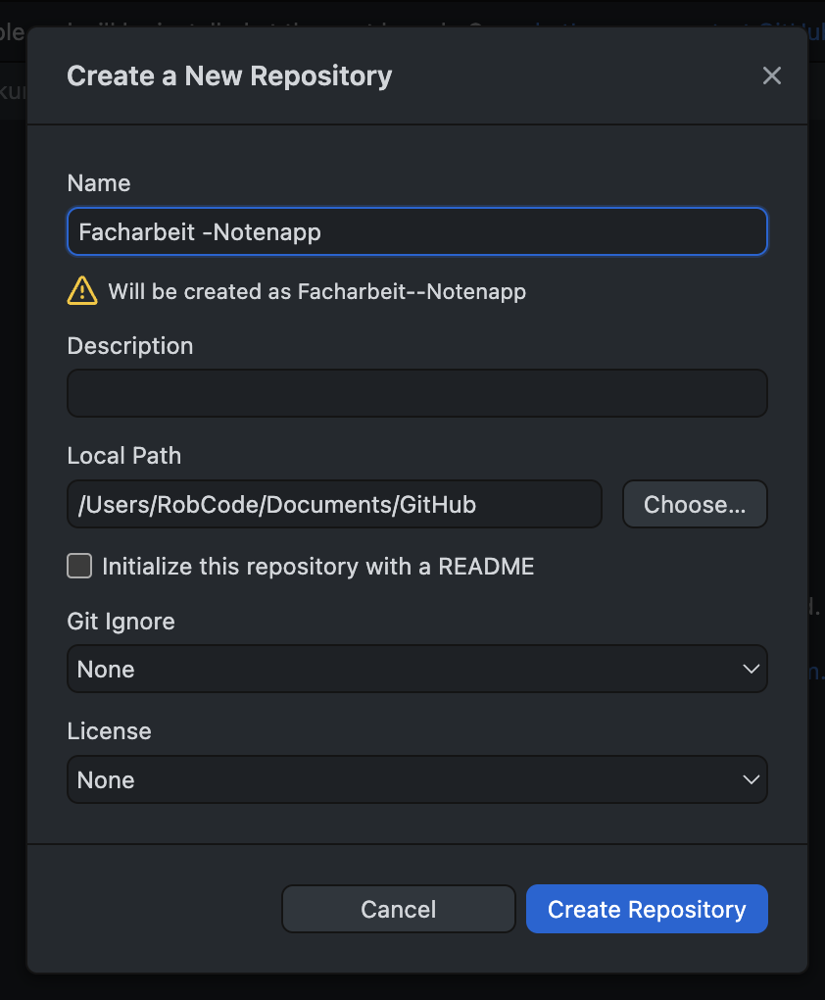 Create a New Repository
Name
Facharbeit -Notenapp
Will be created as Facharbeit--Notenapp
Description
Local Path
/Users/RobCode/Documents/GitHub
Choose...
Initialize this repository with a README
Git Ignore
None
License
None
Cancel
Create Repository